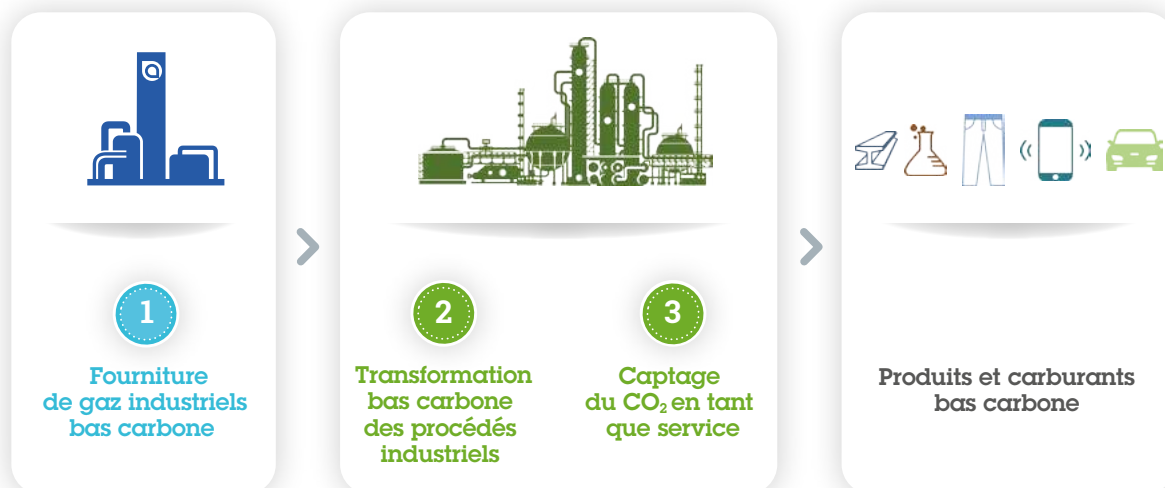 1
Fourniture
de gaz industriels
bas carbone
2
Transformation
bas carbone
des procédés
industriels
3
Captage
du CO₂ en tant
que service
Produits et carburants
bas carbone